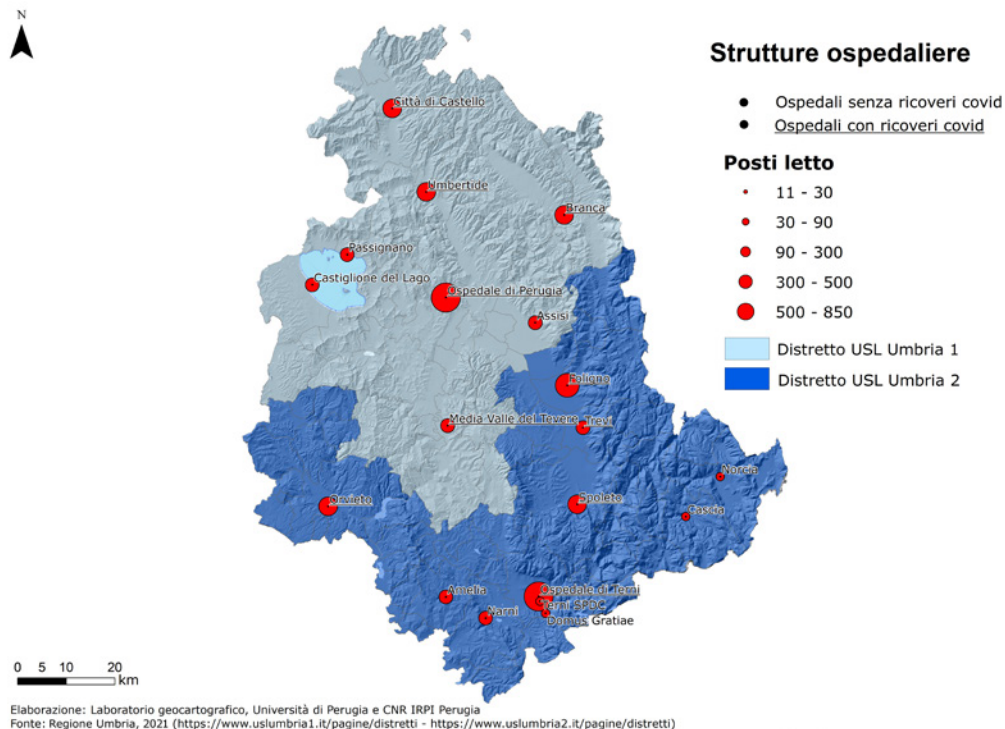 N
Strutture ospedaliere
Ospedali senza ricoveri covid
Ospedali con ricoveri covid
Posti letto
11 - 30
30 - 90
90 - 300
300 - 500
500 - 850
Distretto USL Umbria 1
Distretto USL Umbria 2
Città di Castello
Umbertide
Branca
Passignano
Castiglione del Lago
Ospedale di Perugia
Assisi
Foligno
Media Valle del Tevere
Trevi
Norcia
Orvieto
Spoleto
Cascia
Amelia
Ospedale di Terni
Terni SPDC
Narni
Domus Gratiae
0 5 10 20
km
Elaborazione: Laboratorio geocartografico, Università di Perugia e CNR IRPI Perugia
Fonte: Regione Umbria, 2021 (https://www.uslumbria1.it/pagine/distretti - https://www.uslumbria2.it/pagine/distretti)